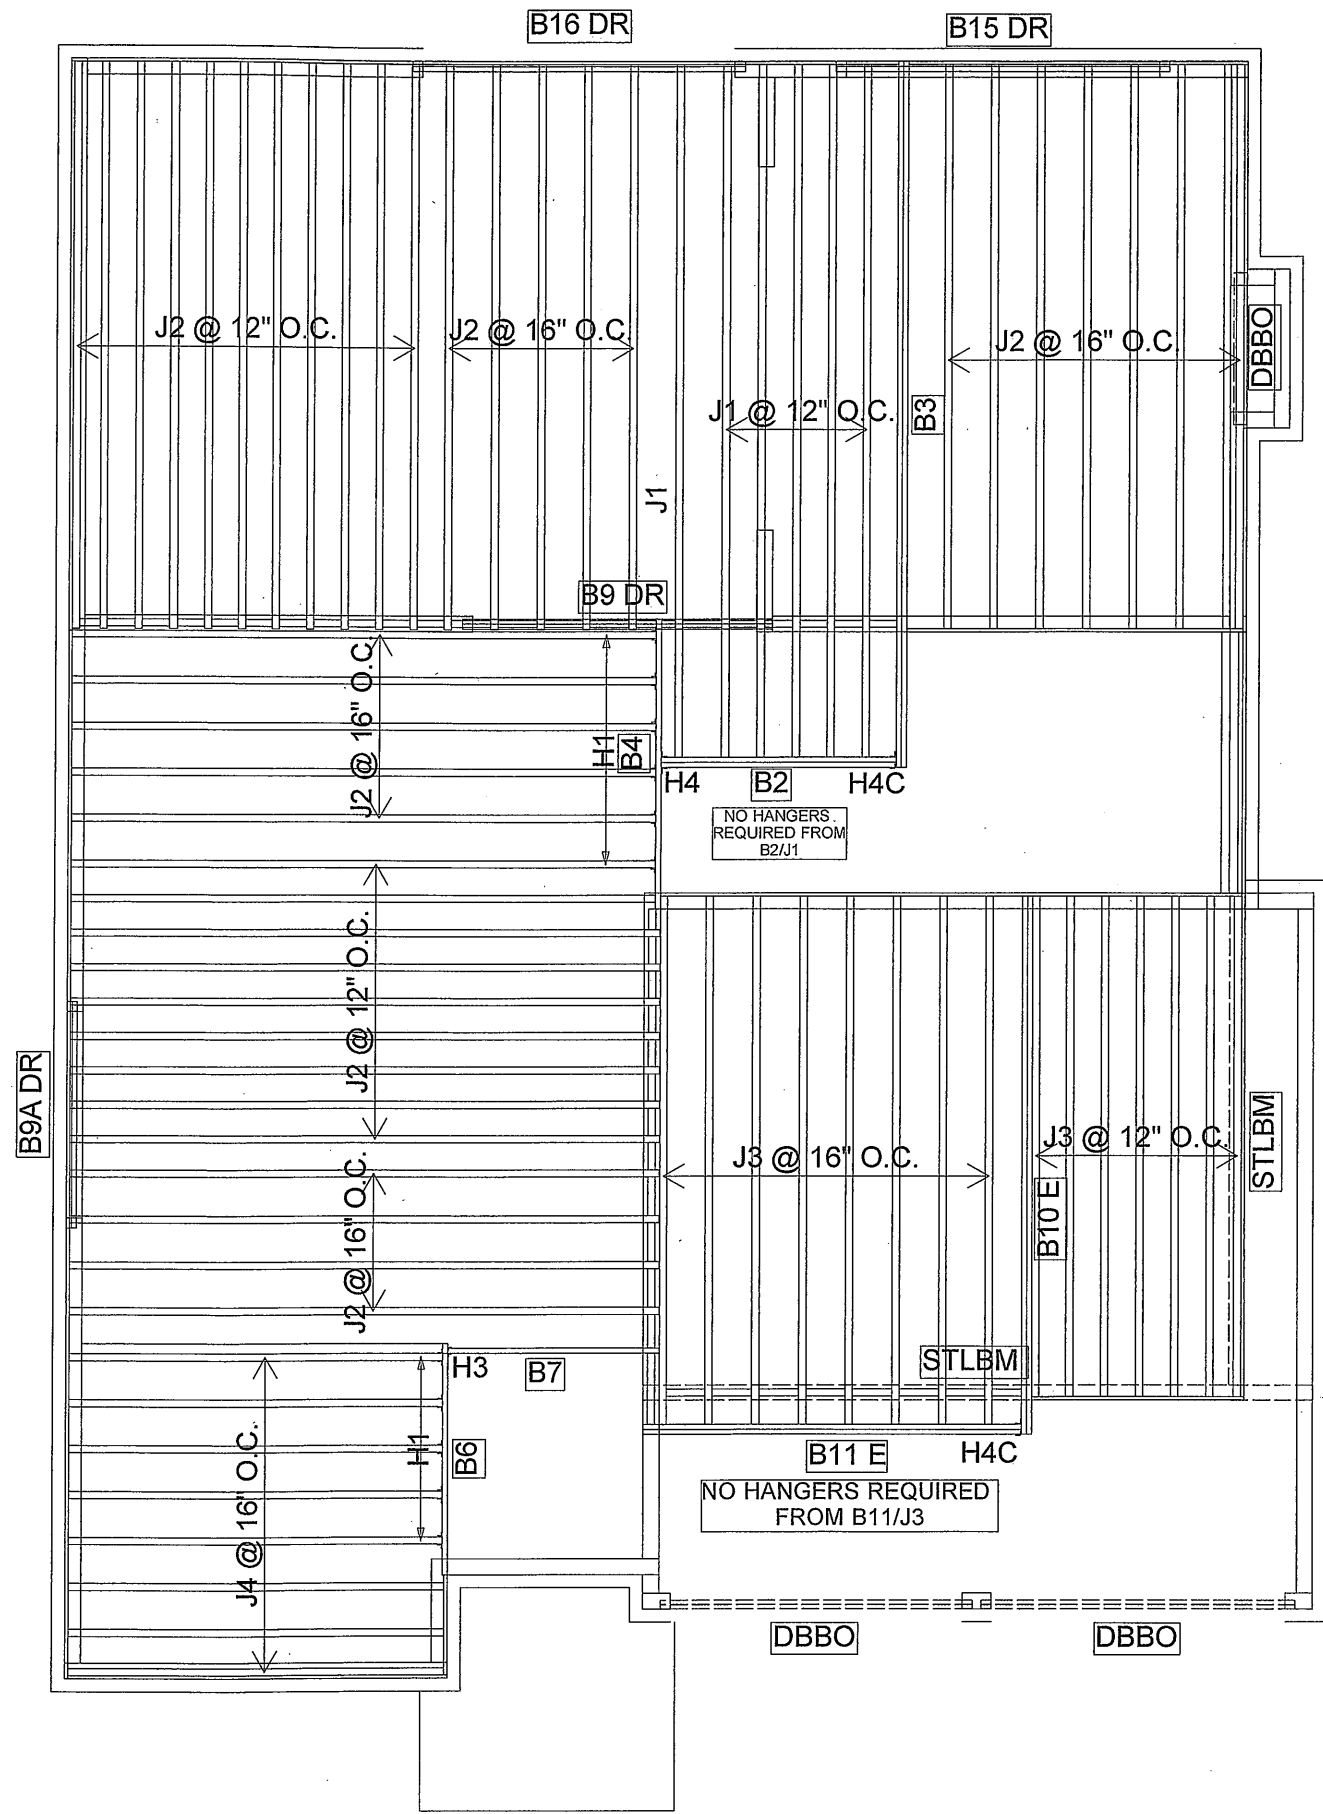 B16 DR
B15 DR
J2 @ 12" O.C.
J2 @ 16" O.C.
J2 @ 16" O.C.
DBBO
J1 @ 12" O.C.
B3
J1
B9 DR
J2 @ 16" O.C.
H1
B4
H4
B2
H4C
NO HANGERS
REQUIRED FROM
B2/J1
J2 @ 12" O.C.
B9A DR
J3 @ 16" O.C.
J3 @ 12" O.C.
STLBM
B10 E
J2 @ 16" O.C.
STLBM
H3
B7
H1
B6
B11 E
H4C
NO HANGERS REQUIRED
FROM B11/J3
J4 @ 16" O.C.
DBBO
DBBO